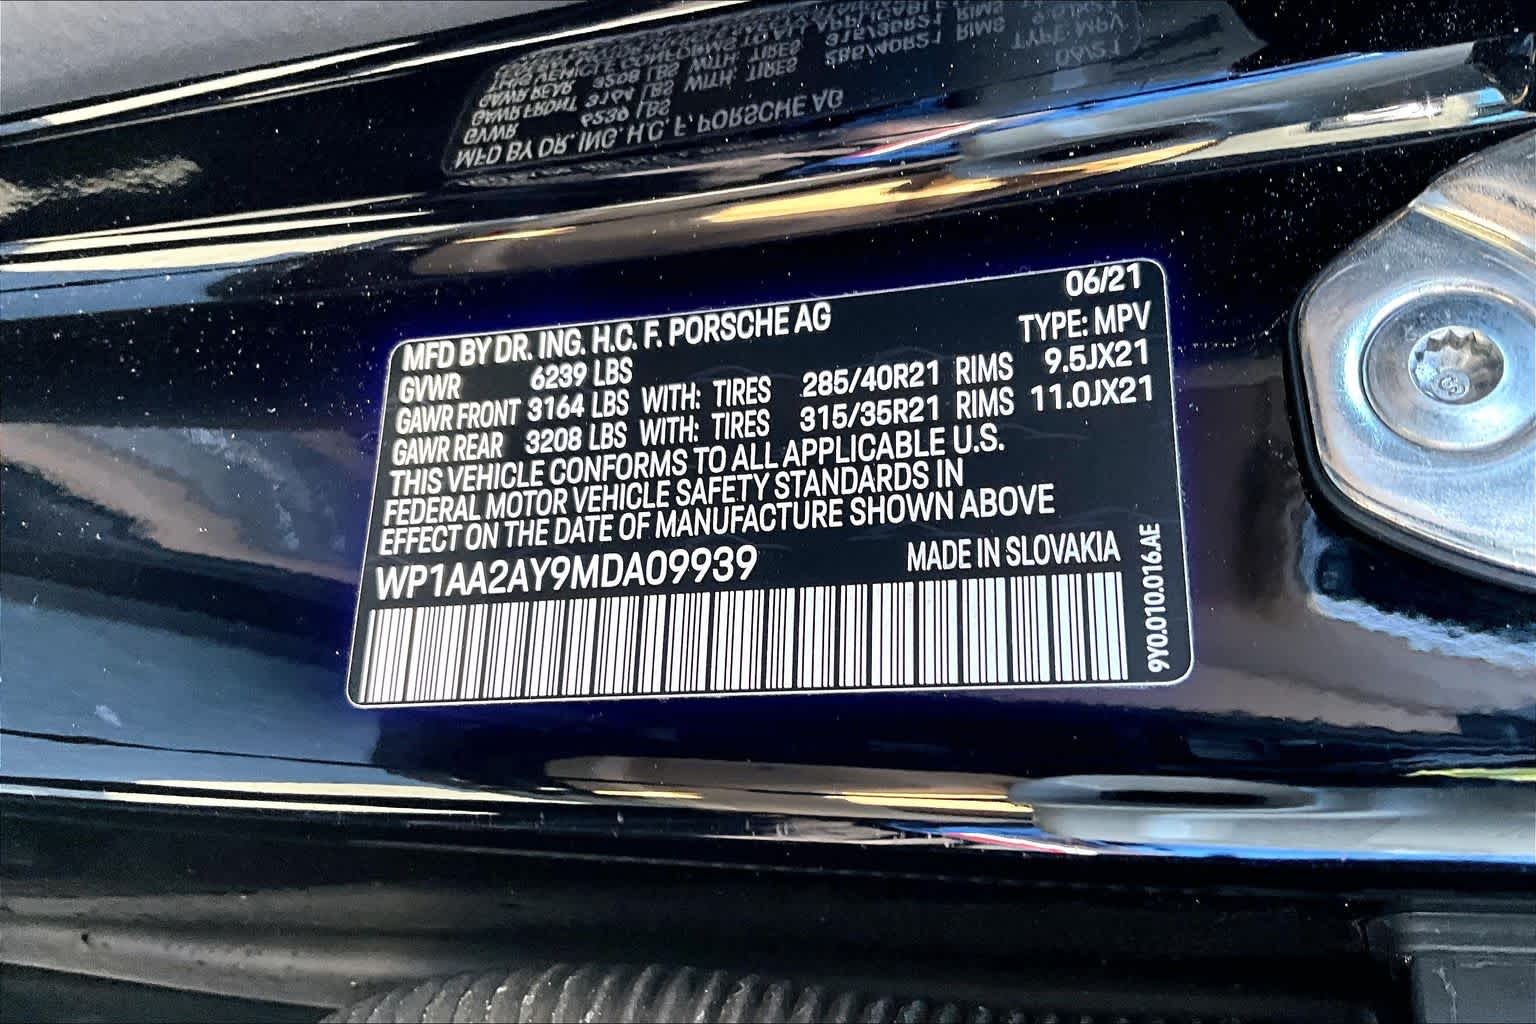 06/21
MFD BY DR. ING. H.C. F. PORSCHE AG TYPE: MPV
GVWR 6239 LBS
GAWR FRONT 3164 LBS WITH: TIRES 285/40R21 RIMS 9.5JX21
GAWR REAR 3208 LBS WITH: TIRES 315/35R21 RIMS 11.0JX21
THIS VEHICLE CONFORMS TO ALL APPLICABLE U.S.
FEDERAL MOTOR VEHICLE SAFETY STANDARDS IN
EFFECT ON THE DATE OF MANUFACTURE SHOWN ABOVE
WP1AA2AY9MDA09939 MADE IN SLOVAKIA
9Y0.010.016.AE